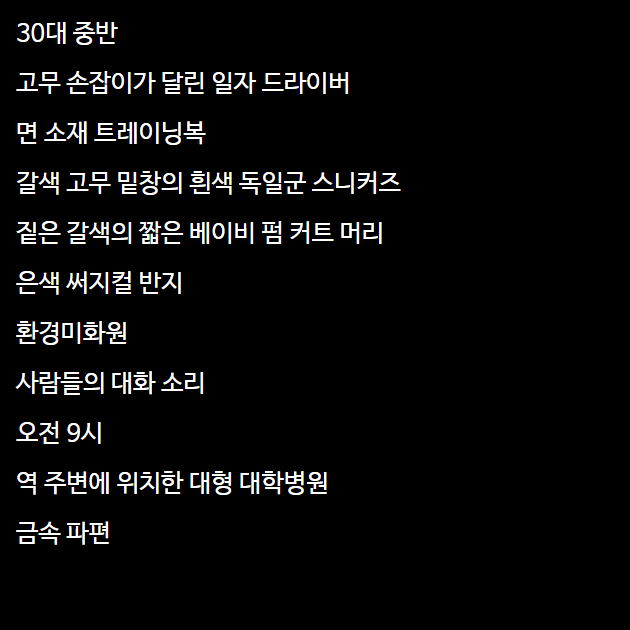 30대 중반
고무 손잡이가 달린 일자 드라이버
면 소재 트레이닝복
갈색 고무 밑창의 흰색 독일군 스니커즈
짙은 갈색의 짧은 베이비 펌 커트 머리
은색 써지컬 반지
환경미화원
사람들의 대화 소리
오전 9시
역 주변에 위치한 대형 대학병원
금속 파편